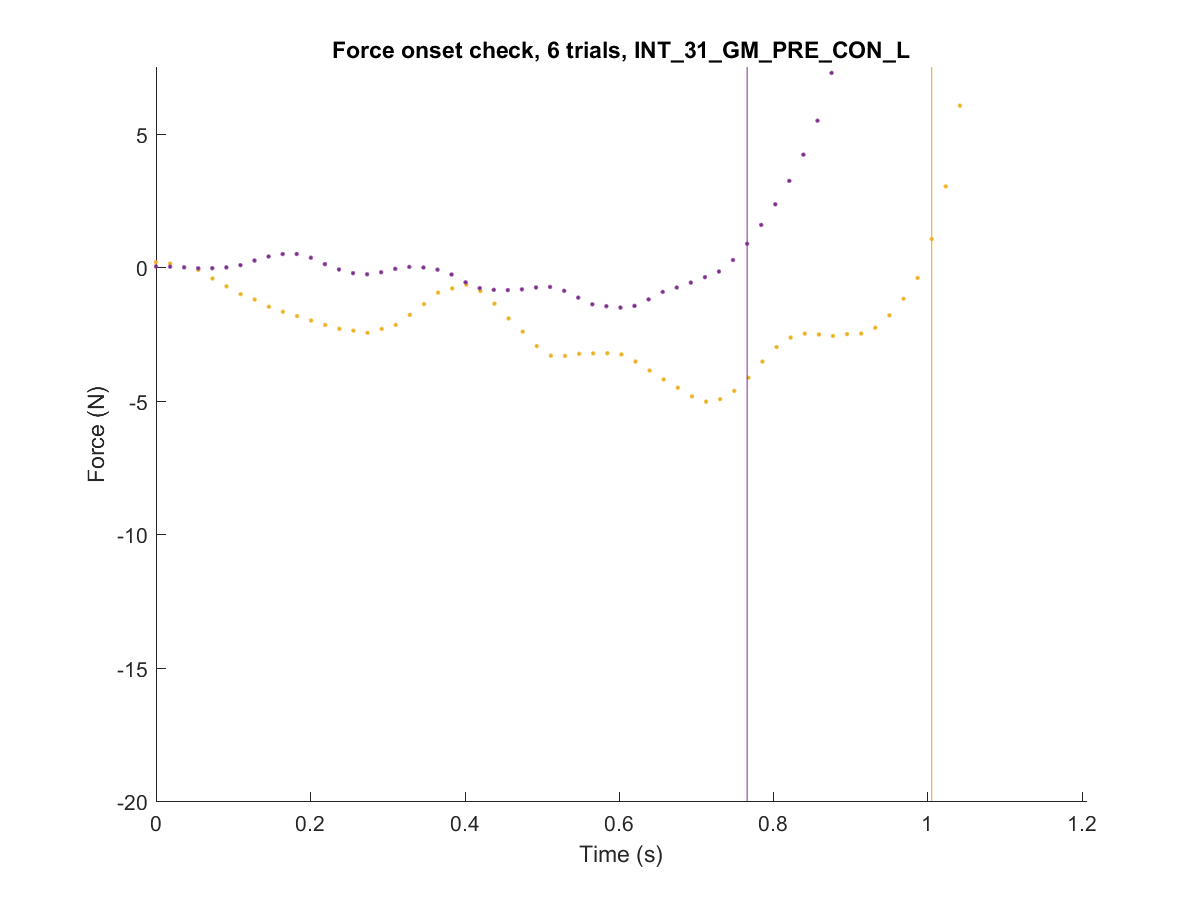 Force onset check, 6 trials, INT_31_GM_PRE_CON_L
5
0
-5
-10
-15
-20
Force (N)
0 0.2 0.4 0.6 0.8 1 1.2
Time (s)